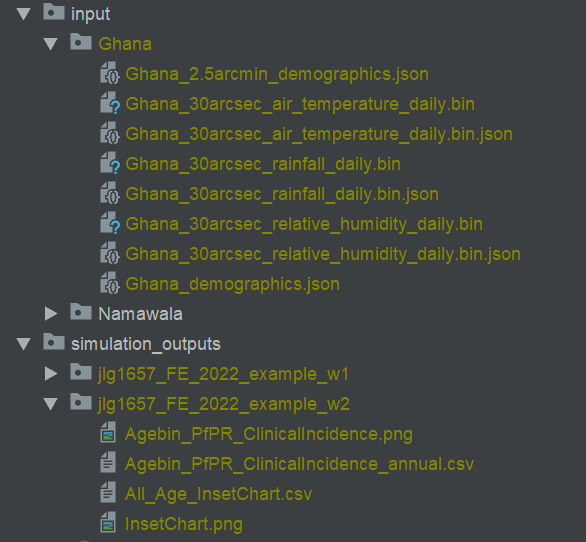 input
Ghana
Ghana_2.5arcmin_demographics.json
Ghana_30arcsec_air_temperature_daily.bin
Ghana_30arcsec_air_temperature_daily.bin.json
Ghana_30arcsec_rainfall_daily.bin
Ghana_30arcsec_rainfall_daily.bin.json
Ghana_30arcsec_relative_humidity_daily.bin
Ghana_30arcsec_relative_humidity_daily.bin.json
Ghana_demographics.json
Namawala
simulation_outputs
jlg1657_FE_2022_example_w1
jlg1657_FE_2022_example_w2
Agebin_PfPR_ClinicalIncidence.png
Agebin_PfPR_ClinicalIncidence_annual.csv
All_Age_InsetChart.csv
InsetChart.png